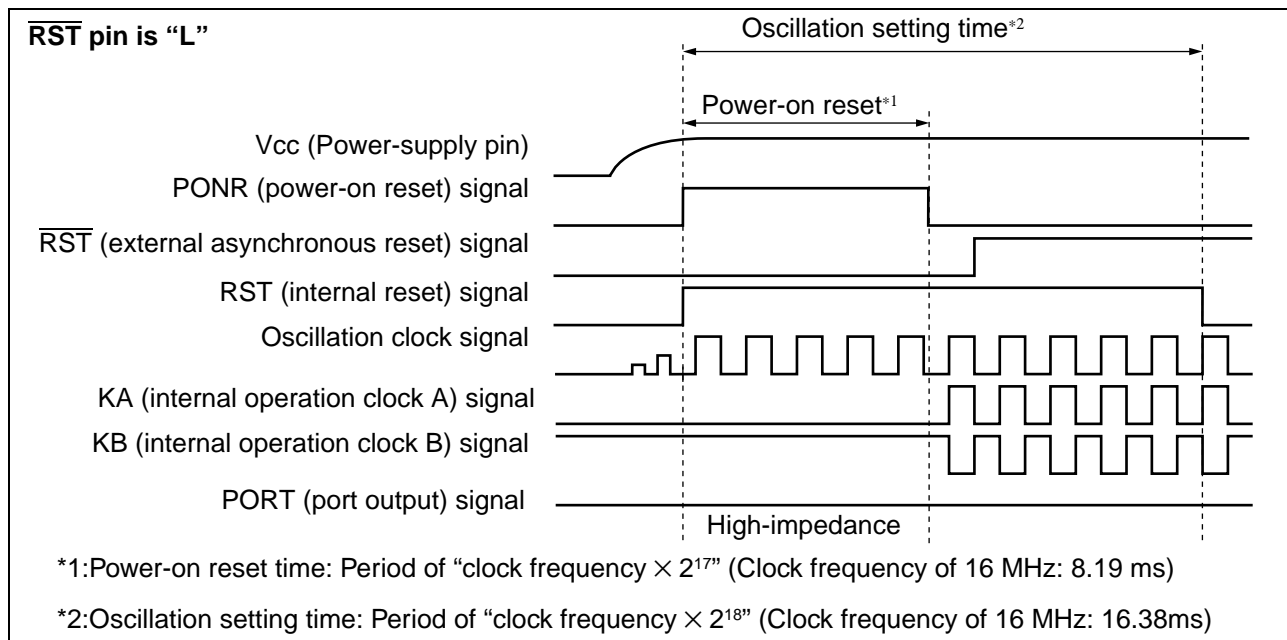 R̅S̅T̅ pin is “L”
Oscillation setting time*2
Power-on reset*1
Vcc (Power-supply pin)
PONR (power-on reset) signal
R̅S̅T̅ (external asynchronous reset) signal
RST (internal reset) signal
Oscillation clock signal
KA (internal operation clock A) signal
KB (internal operation clock B) signal
PORT (port output) signal
High-impedance
*1:Power-on reset time: Period of “clock frequency × 2¹⁷” (Clock frequency of 16 MHz: 8.19 ms)
*2:Oscillation setting time: Period of “clock frequency × 2¹⁸” (Clock frequency of 16 MHz: 16.38ms)